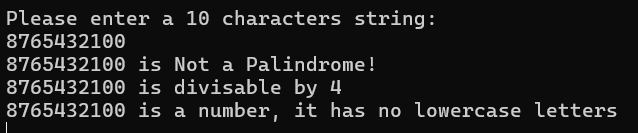 Please enter a 10 characters string:
8765432100
8765432100 is Not a Palindrome!
8765432100 is divisable by 4
8765432100 is a number, it has no lowercase letters